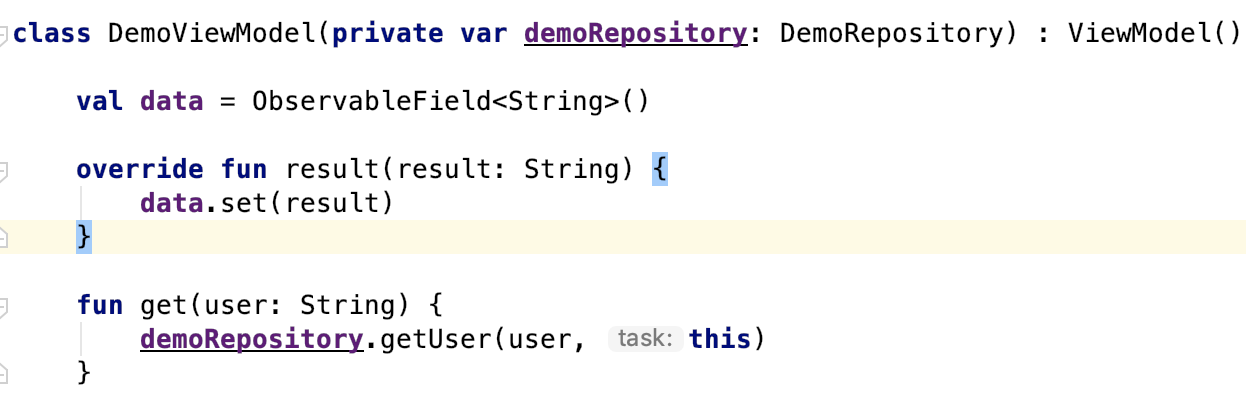 class DemoViewModel(private var demoRepository: DemoRepository) : ViewModel()
val data = ObservableField<String>()
override fun result(result: String) {
data.set(result)
}
fun get(user: String) {
demoRepository.getUser(user, task: this)
}